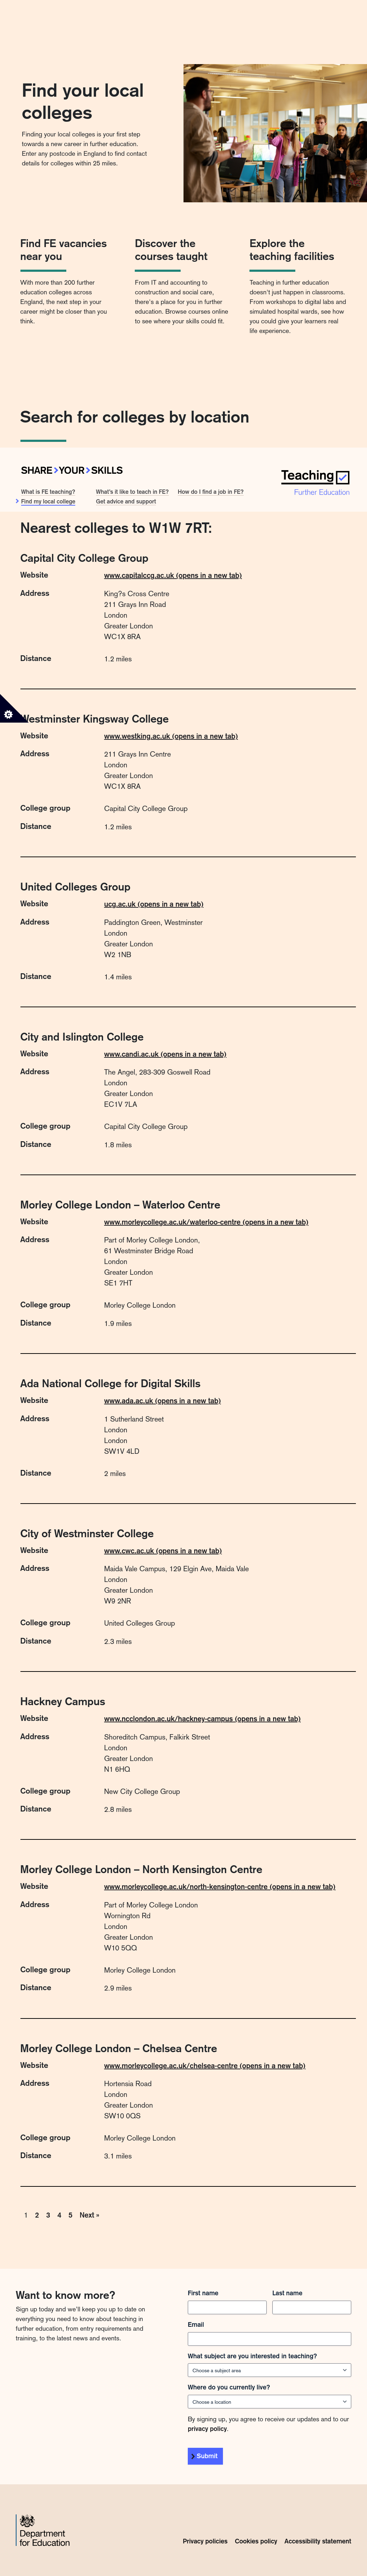 Find your local
colleges
Finding your local colleges is your first step
towards a new career in further education.
Enter any postcode in England to find contact
details for colleges within 25 miles.
Find FE vacancies
near you
With more than 200 further
education colleges across
England, the next step in your
career might be closer than you
think.
Discover the
courses taught
From IT and accounting to
construction and social care,
there's a place for you in further
education. Browse courses online
to see where your skills could fit.
Explore the
teaching facilities
Teaching in further education
doesn't just happen in classrooms.
From workshops to digital labs and
simulated hospital wards, see how
you could give your learners real
life experience.
Search for colleges by location
SHARE YOUR SKILLS
What is FE teaching?
What's it like to teach in FE?
How do I find a job in FE?
Find my local college
Get advice and support
Teaching
Further Education
Nearest colleges to W1W 7RT:
Capital City College Group
Website www.capitalccg.ac.uk (opens in a new tab)
Address King?s Cross Centre
211 Grays Inn Road
London
Greater London
WC1X 8RA
Distance 1.2 miles
Westminster Kingsway College
Website www.westking.ac.uk (opens in a new tab)
Address 211 Grays Inn Centre
London
Greater London
WC1X 8RA
College group Capital City College Group
Distance 1.2 miles
United Colleges Group
Website ucg.ac.uk (opens in a new tab)
Address Paddington Green, Westminster
London
Greater London
W2 1NB
Distance 1.4 miles
City and Islington College
Website www.candi.ac.uk (opens in a new tab)
Address The Angel, 283-309 Goswell Road
London
Greater London
EC1V 7LA
College group Capital City College Group
Distance 1.8 miles
Morley College London – Waterloo Centre
Website www.morleycollege.ac.uk/waterloo-centre (opens in a new tab)
Address Part of Morley College London,
61 Westminster Bridge Road
London
Greater London
SE1 7HT
College group Morley College London
Distance 1.9 miles
Ada National College for Digital Skills
Website www.ada.ac.uk (opens in a new tab)
Address 1 Sutherland Street
London
London
SW1V 4LD
Distance 2 miles
City of Westminster College
Website www.cwc.ac.uk (opens in a new tab)
Address Maida Vale Campus, 129 Elgin Ave, Maida Vale
London
Greater London
W9 2NR
College group United Colleges Group
Distance 2.3 miles
Hackney Campus
Website www.ncclondon.ac.uk/hackney-campus (opens in a new tab)
Address Shoreditch Campus, Falkirk Street
London
Greater London
N1 6HQ
College group New City College Group
Distance 2.8 miles
Morley College London – North Kensington Centre
Website www.morleycollege.ac.uk/north-kensington-centre (opens in a new tab)
Address Part of Morley College London
Wornington Rd
London
Greater London
W10 5QQ
College group Morley College London
Distance 2.9 miles
Morley College London – Chelsea Centre
Website www.morleycollege.ac.uk/chelsea-centre (opens in a new tab)
Address Hortensia Road
London
Greater London
SW10 0QS
College group Morley College London
Distance 3.1 miles
1 2 3 4 5 Next »
Want to know more?
Sign up today and we'll keep you up to date on
everything you need to know about teaching in
further education, from entry requirements and
training, to the latest news and events.
First name Last name
Email
What subject are you interested in teaching?
Choose a subject area
Where do you currently live?
Choose a location
By signing up, you agree to receive our updates and to our
privacy policy.
Submit
Department
for Education
Privacy policies Cookies policy Accessibility statement